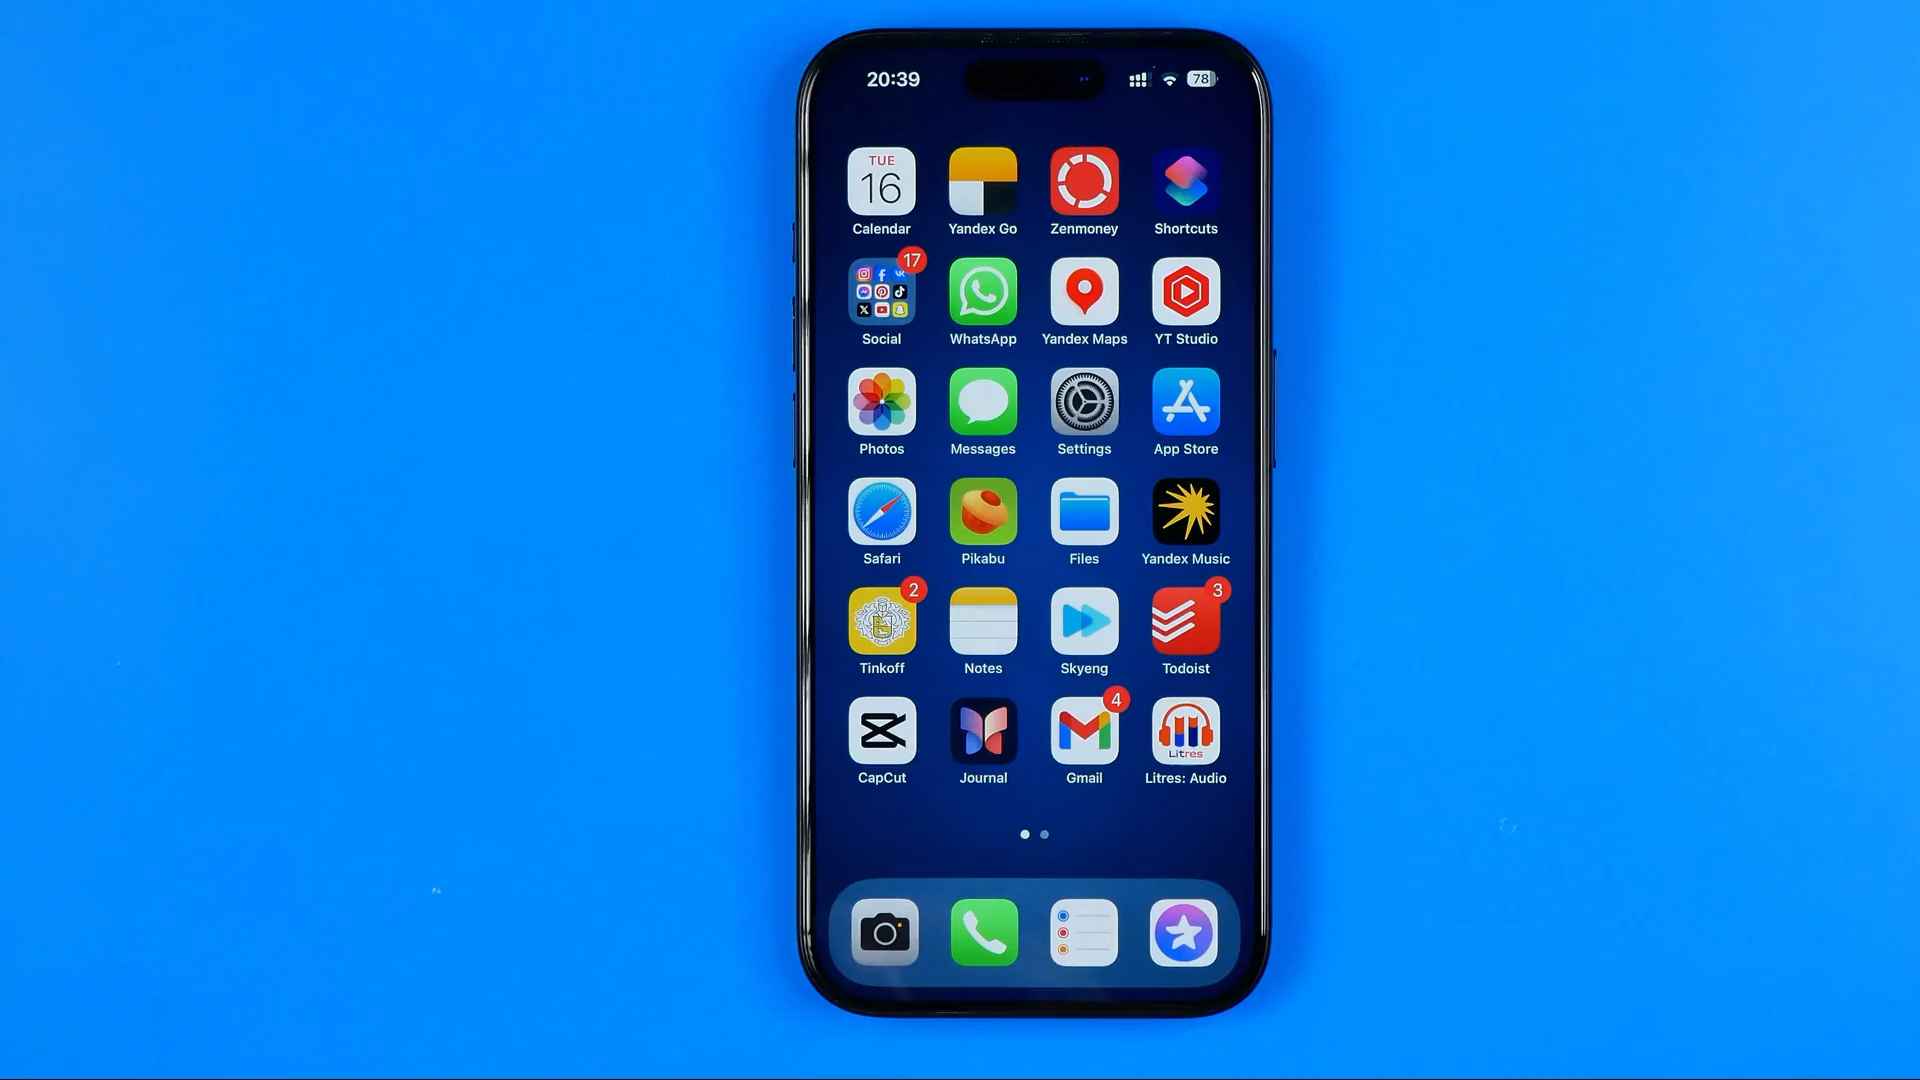 20:39 78
TUE
16
Calendar Yandex Go Zenmoney Shortcuts
17
Social WhatsApp Yandex Maps YT Studio
Photos Messages Settings App Store
Safari Pikabu Files Yandex Music
2 3
Tinkoff Notes Skyeng Todoist
4
Litres
CapCut Journal Gmail Litres: Audio